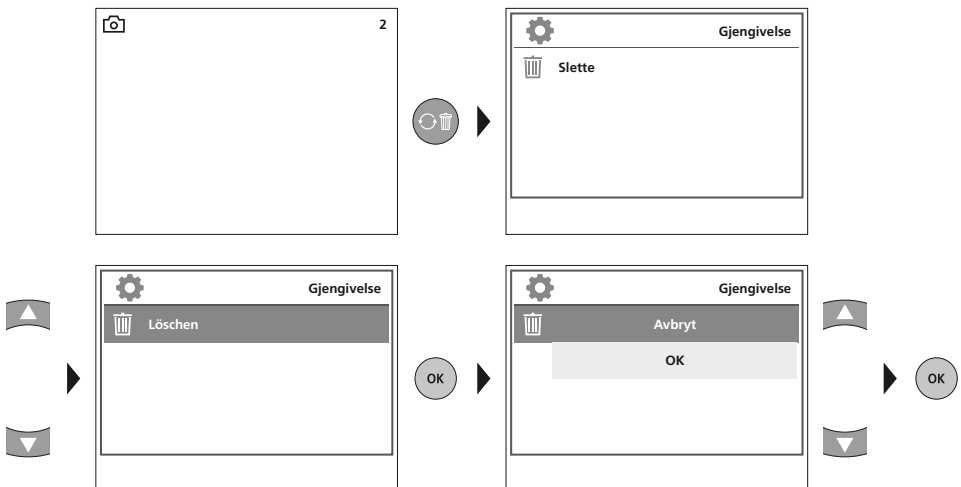 2
Gjengivelse
Slette
Gjengivelse
Löschen
OK
Gjengivelse
Avbryt
OK
OK